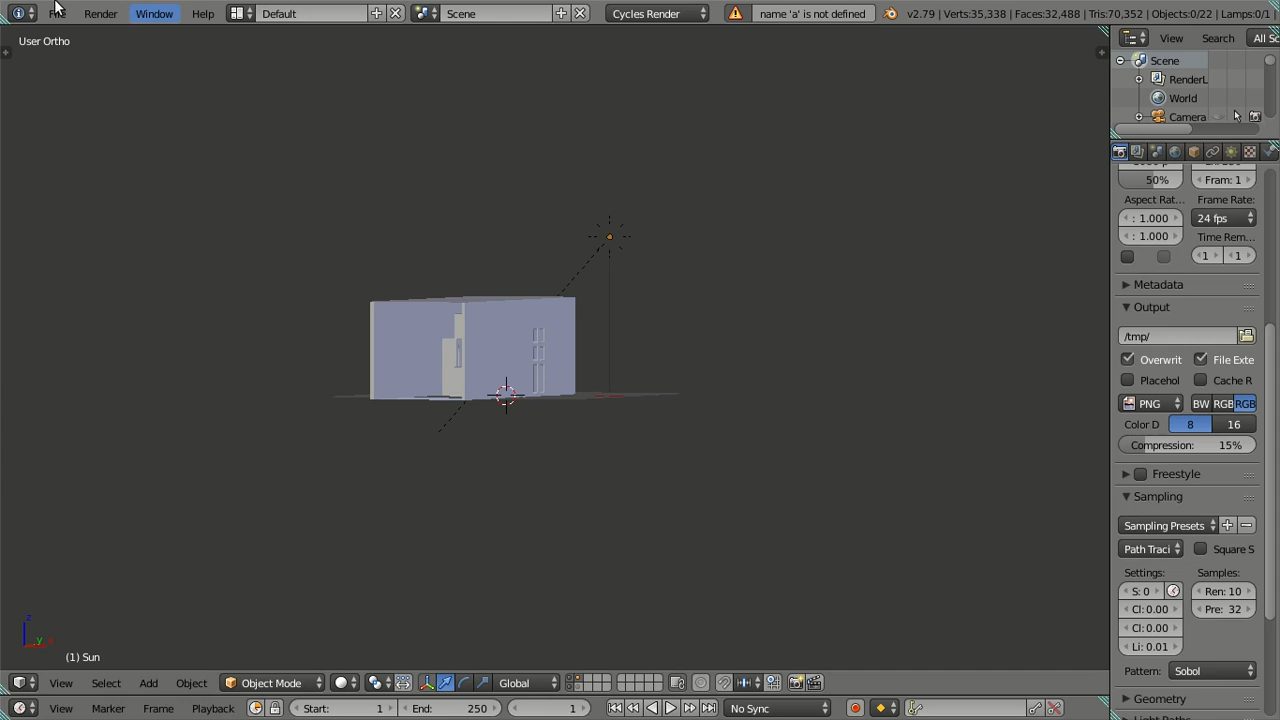 Render Window Help Default Scene Cycles Render name 'a' is not defined v2.79 | Verts:35,338 | Faces:32,488 | Tris:70,352 | Objects:0/22 | Lamps:0/1
User Ortho
View Search All Sc
Scene
RenderL
World
Camera
50% Fram: 1
Aspect Rat... Frame Rate:
: 1.000 24 fps
: 1.000 Time Rem...
1 1
Metadata
Output
/tmp/
Overwrit File Exte
Placehol Cache R
PNG BW RGB RGB
Color D 8 16
Compression: 15%
Freestyle
Sampling
Sampling Presets
Path Traci Square S
Settings: Samples:
S: 0 Ren: 10
Cl: 0.00 Pre: 32
Cl: 0.00
Li: 0.01
Pattern: Sobol
Geometry
z
y
(1) Sun
View Select Add Object Object Mode Global
View Marker Frame Playback Start: 1 End: 250 1 No Sync